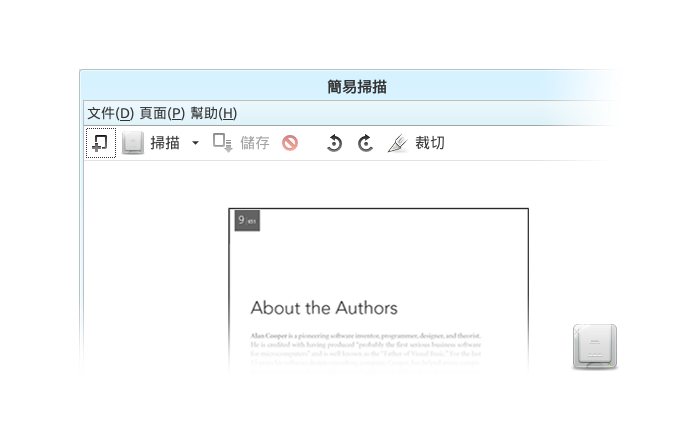 簡易掃描
文件(D) 頁面(P) 幫助(H)
掃描 儲存 裁切
9
About the Authors
Alan Cooper is a pioneering software inventor, programmer, designer, and theorist.
He is credited with having produced "probably the first serious business software
for microcomputers" and is well known as the "Father of Visual Basic." For the last